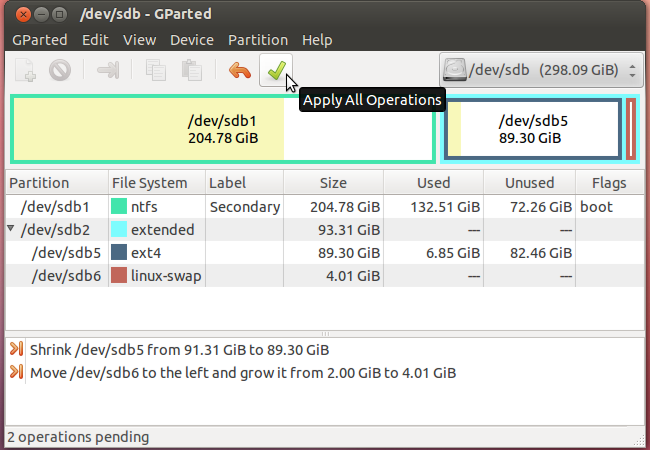 /dev/sdb - GParted
GParted Edit View Device Partition Help
/dev/sdb (298.09 GiB)
Apply All Operations
/dev/sdb1
204.78 GiB
/dev/sdb5
89.30 GiB
Partition File System Label Size Used Unused Flags
/dev/sdb1 ntfs Secondary 204.78 GiB 132.51 GiB 72.26 GiB boot
/dev/sdb2 extended 93.31 GiB --- ---
/dev/sdb5 ext4 89.30 GiB 6.85 GiB 82.46 GiB
/dev/sdb6 linux-swap 4.01 GiB --- ---
Shrink /dev/sdb5 from 91.31 GiB to 89.30 GiB
Move /dev/sdb6 to the left and grow it from 2.00 GiB to 4.01 GiB
2 operations pending